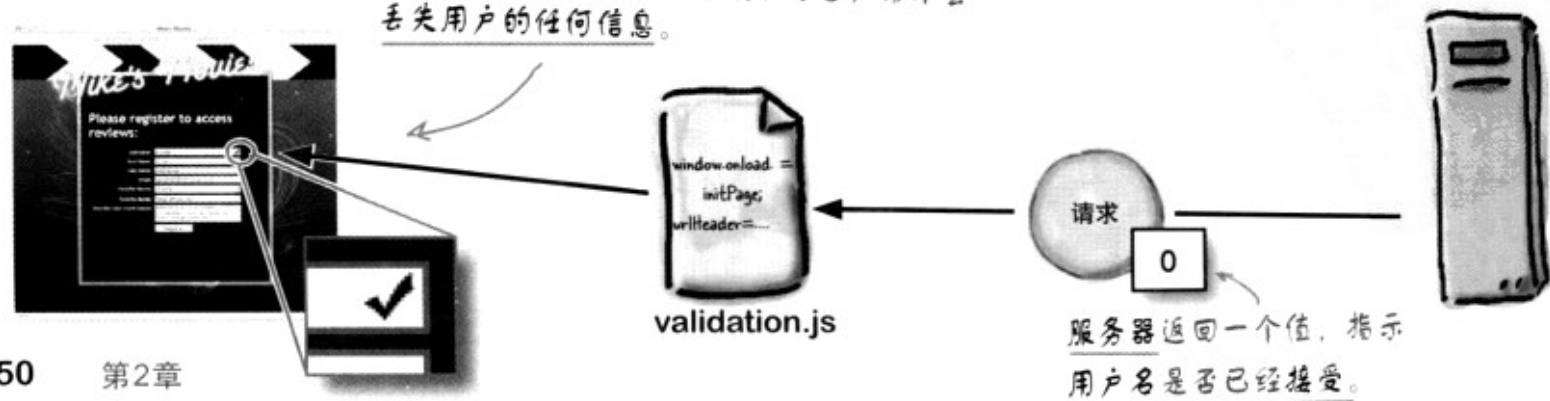 丢失用户的任何信息。
Mike's Movies
Please register to access
reviews:
window.onload =
initPage;
urlHeader=....
validation.js
请求
0
服务器返回一个值，指示
用户名是否已经接受。
50 第2章